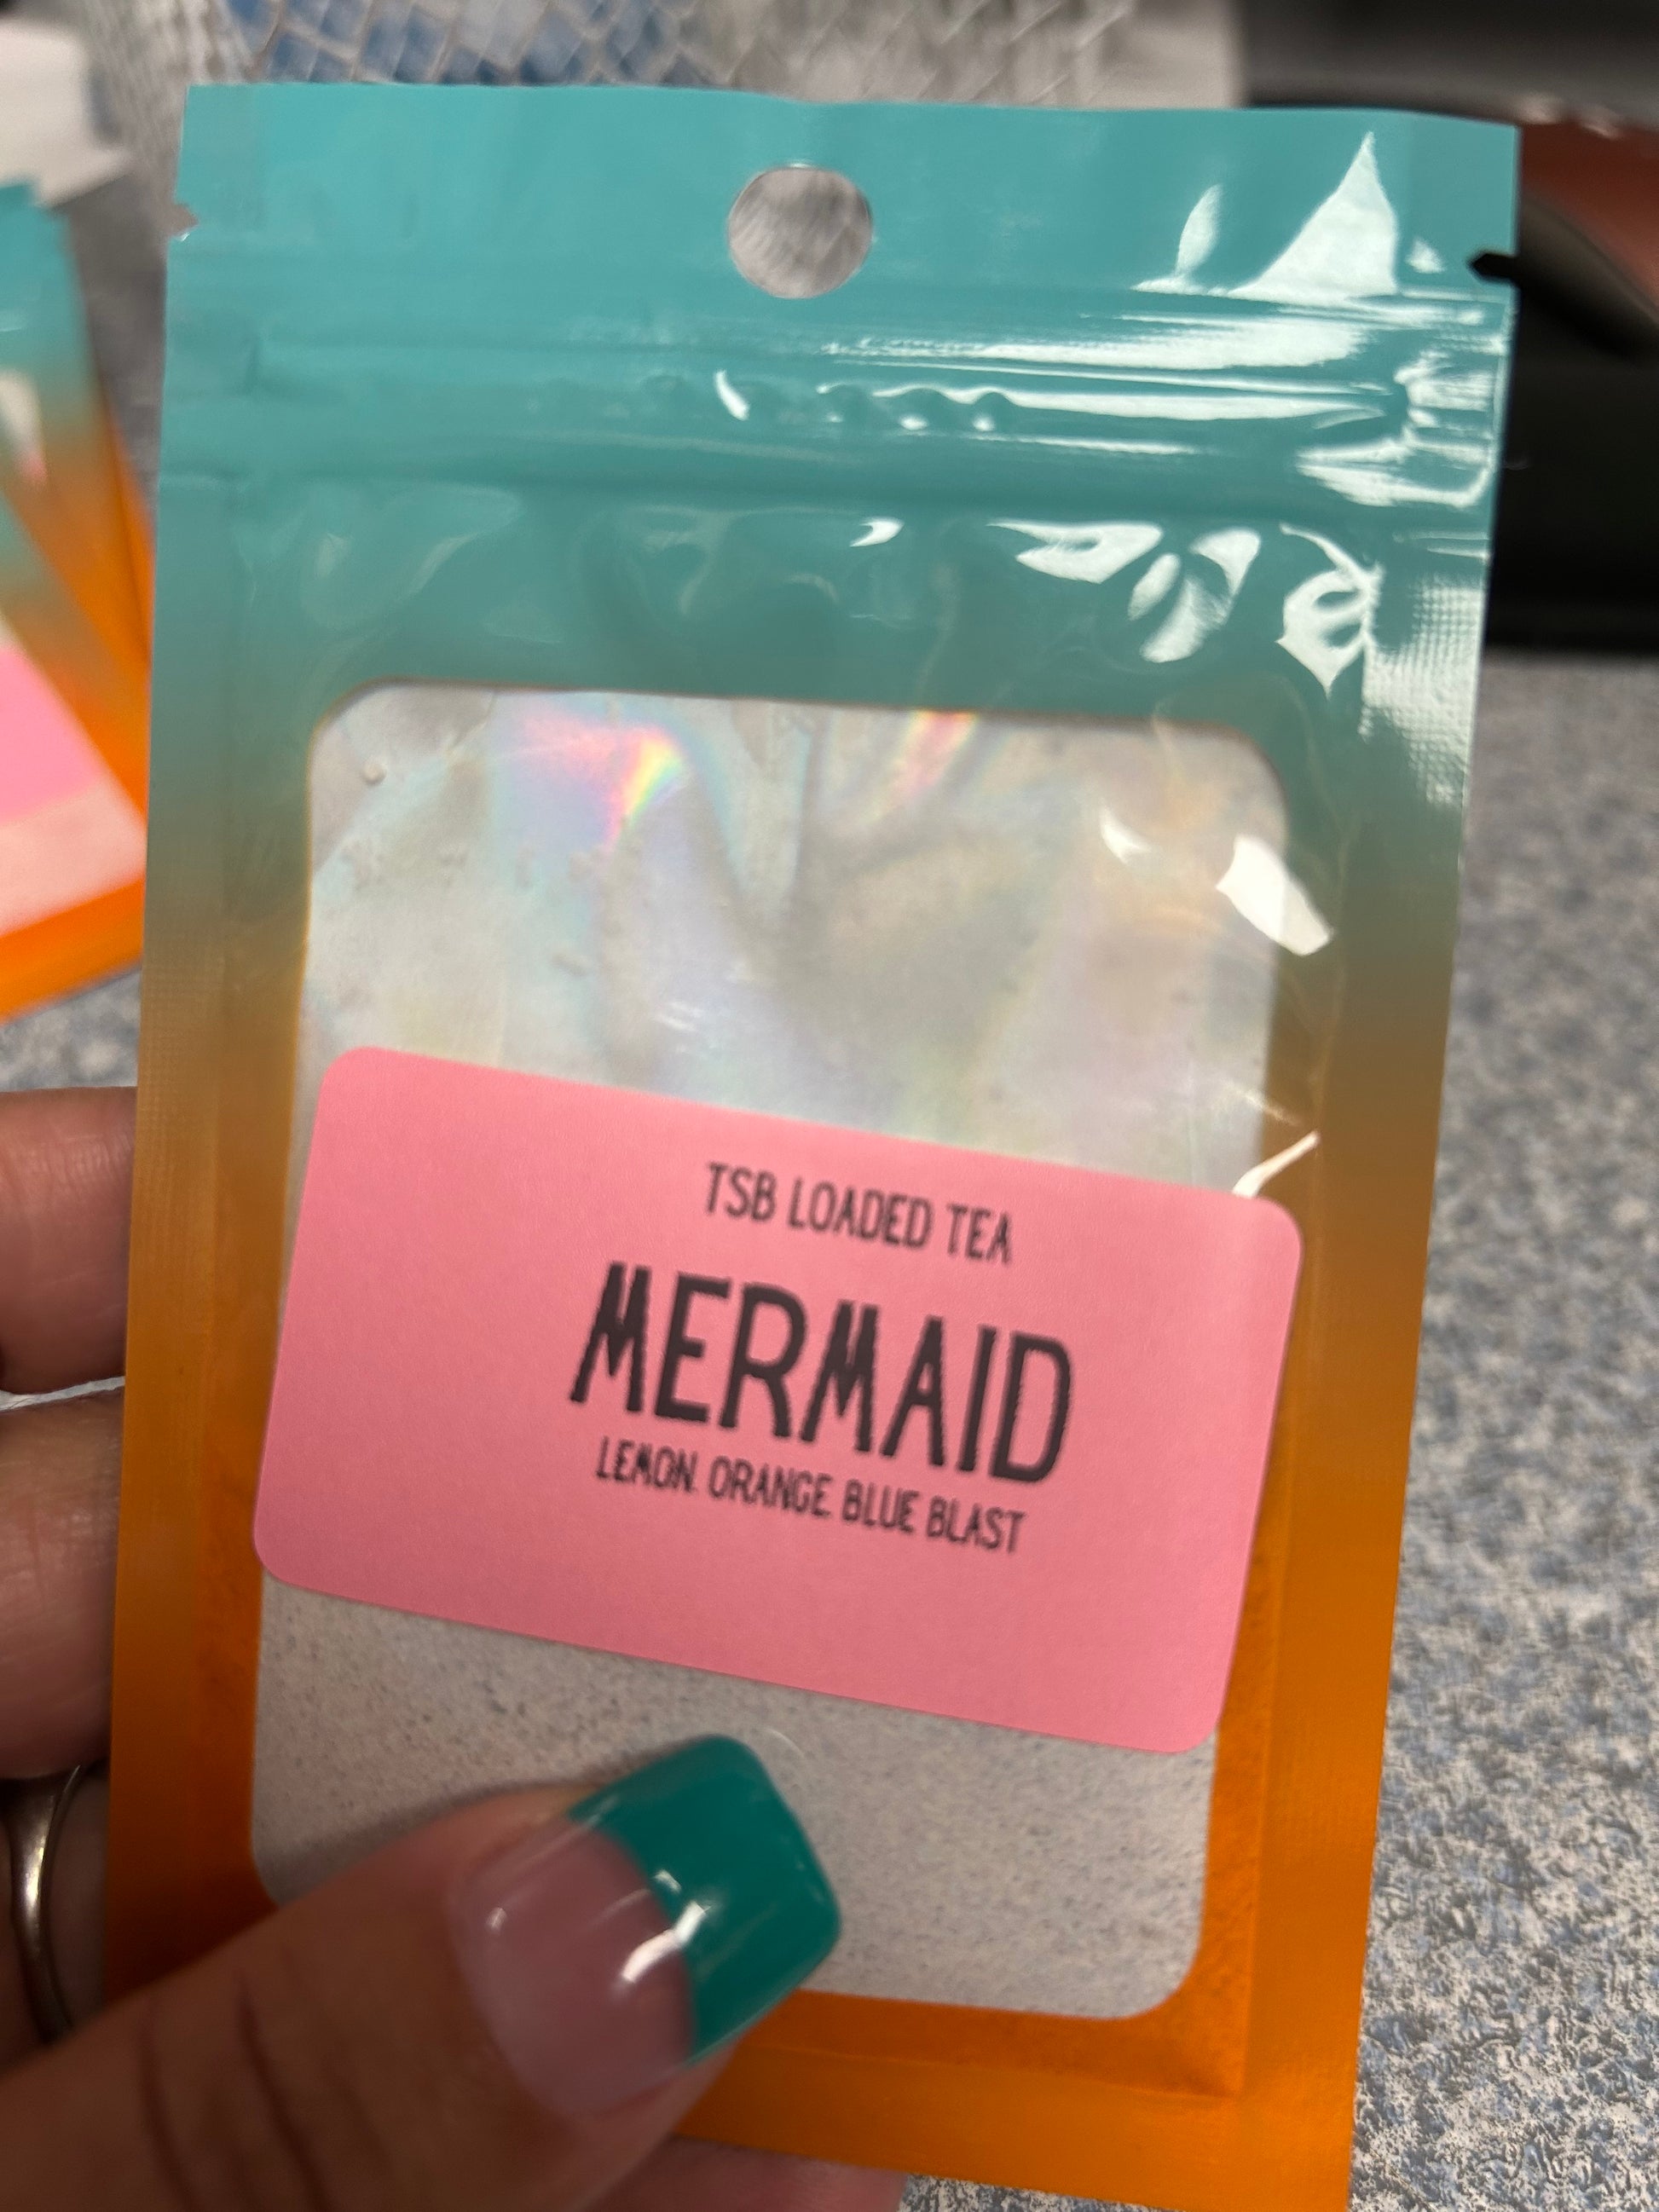 TSB LOADED TEA
MERMAID
LEMON. ORANGE. BLUE BLAST